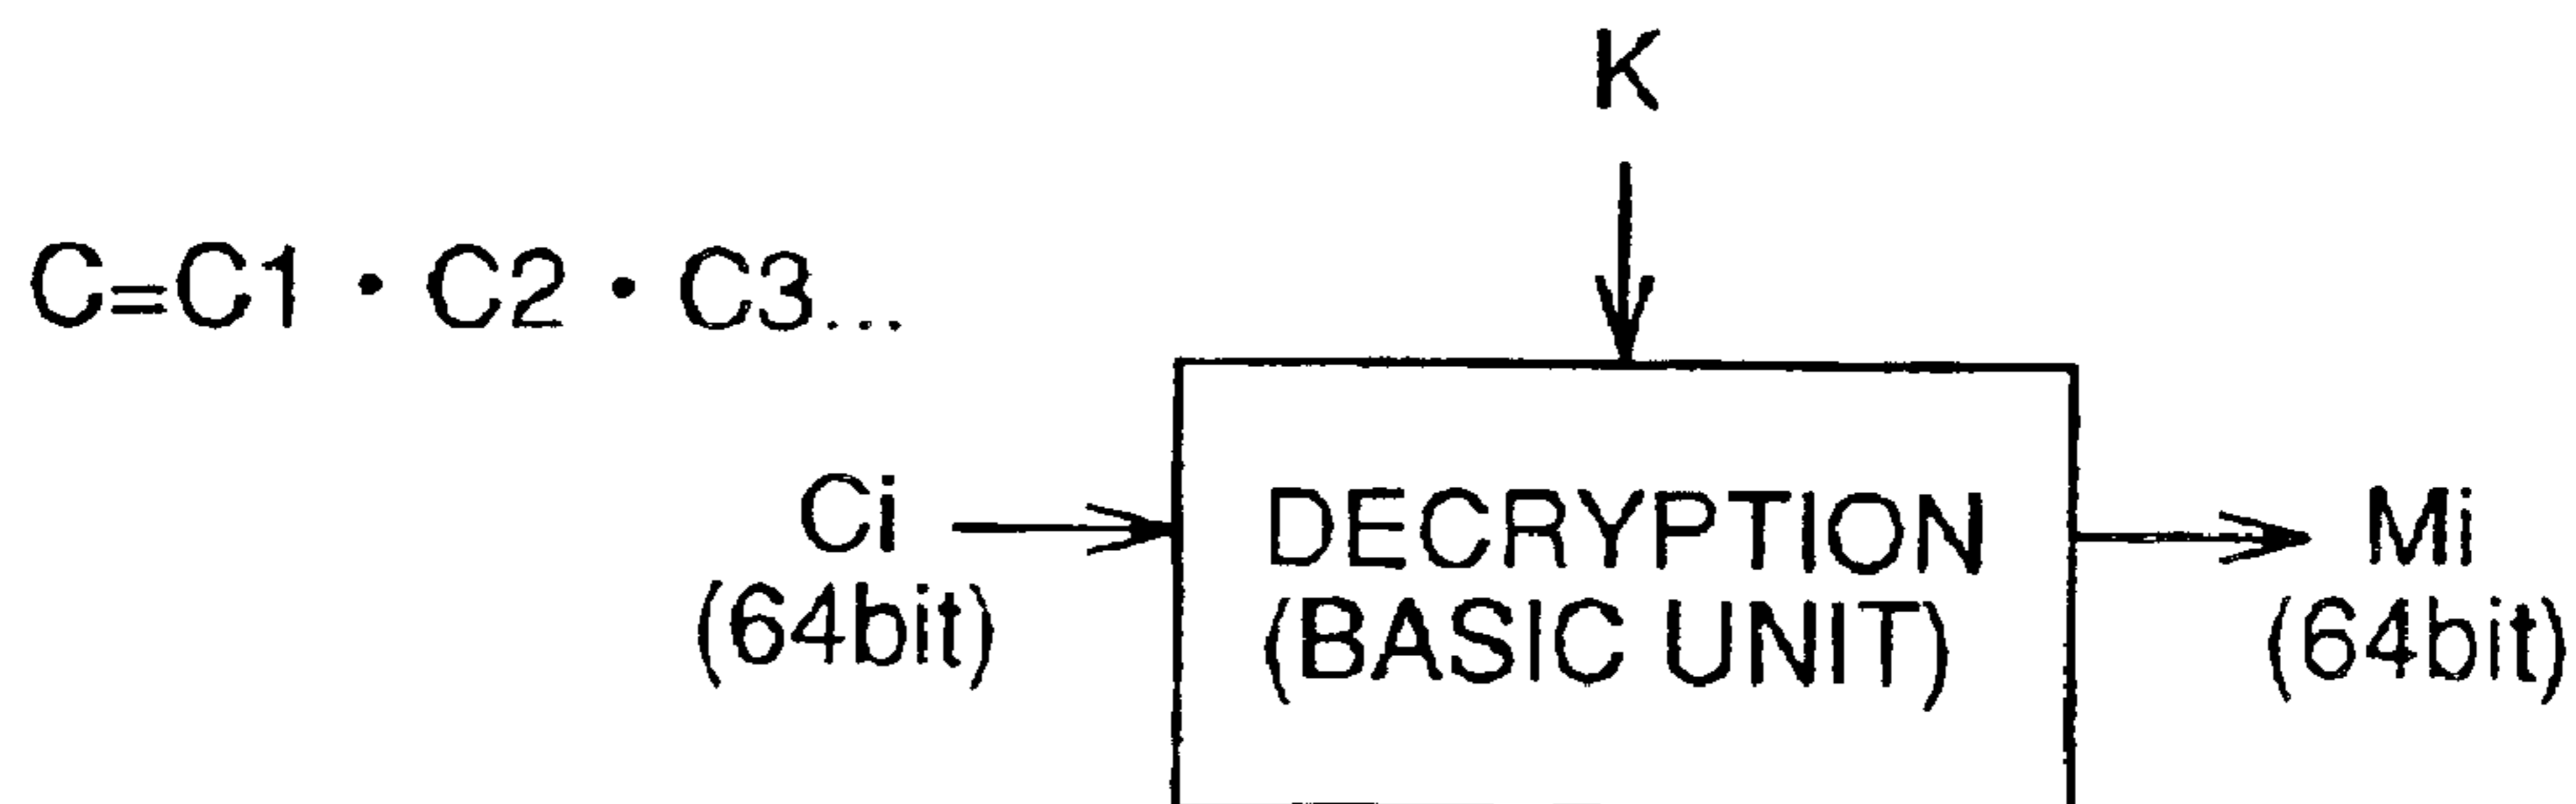 K
C=C1 · C2 · C3...
Ci
(64bit)
DECRYPTION
(BASIC UNIT)
Mi
(64bit)